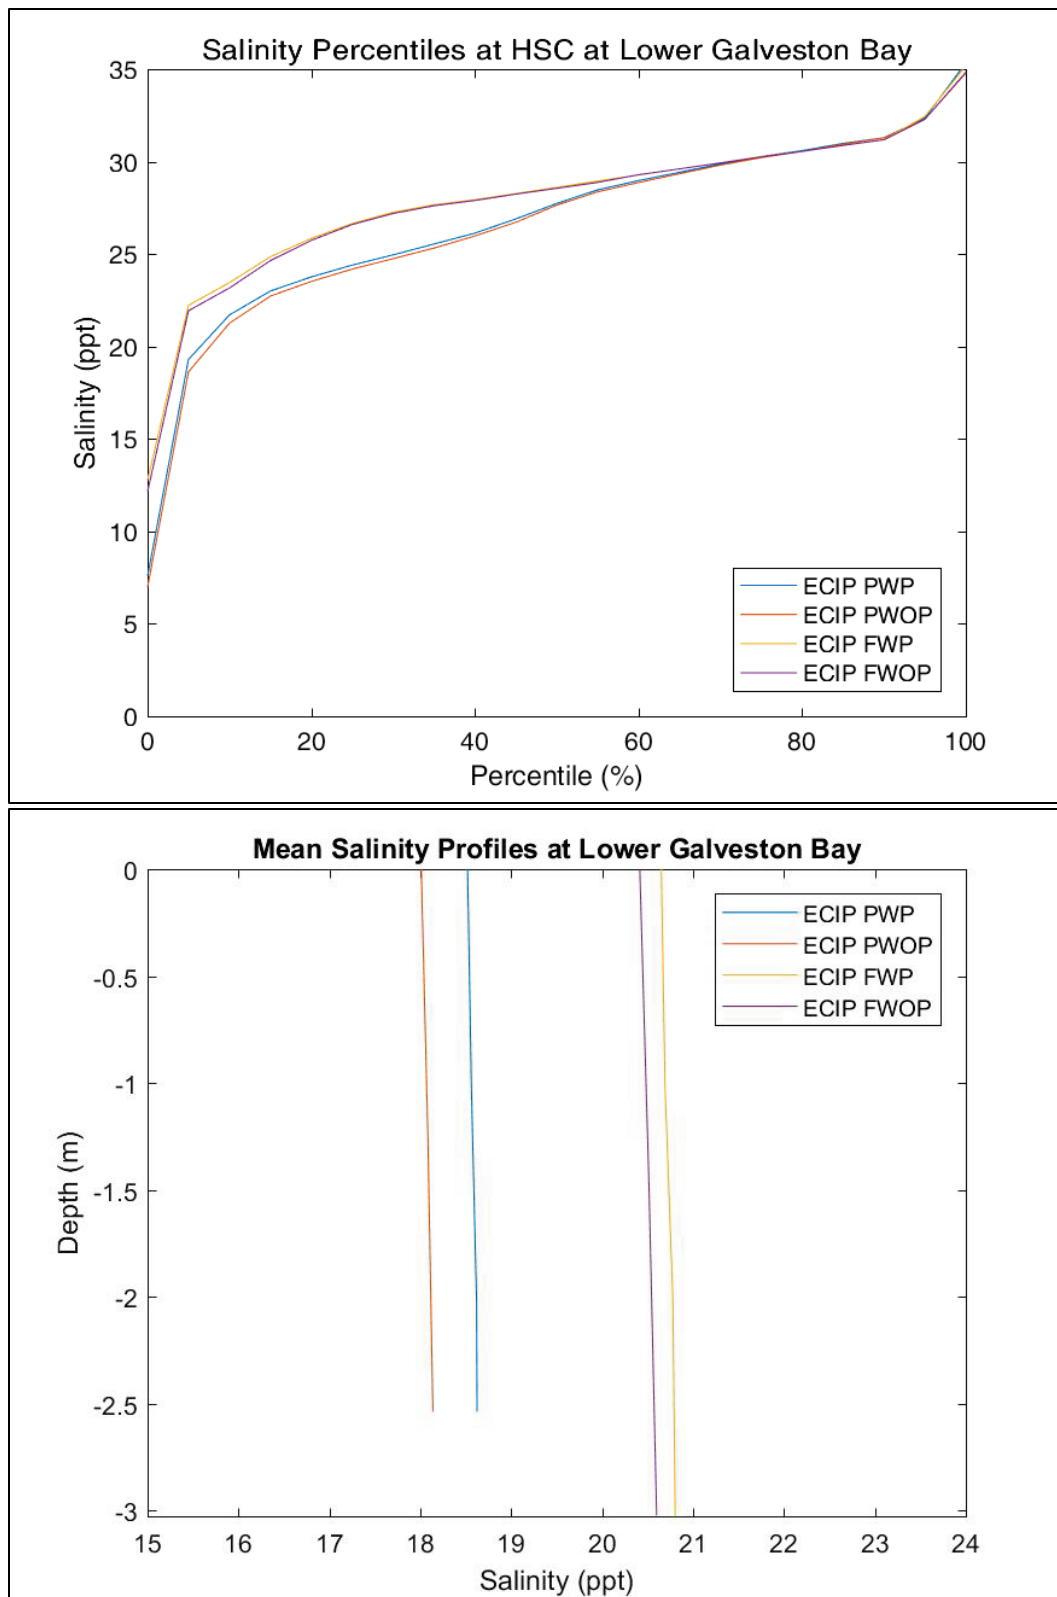 Salinity Percentiles at HSC at Lower Galveston Bay
35
30
25
20
15
10
5
0
Salinity (ppt)
ECIP PWP
ECIP PWOP
ECIP FWP
ECIP FWOP
0 20 40 60 80 100
Percentile (%)
Mean Salinity Profiles at Lower Galveston Bay
0
-0.5
-1
-1.5
-2
-2.5
-3
Depth (m)
ECIP PWP
ECIP PWOP
ECIP FWP
ECIP FWOP
15 16 17 18 19 20 21 22 23 24
Salinity (ppt)